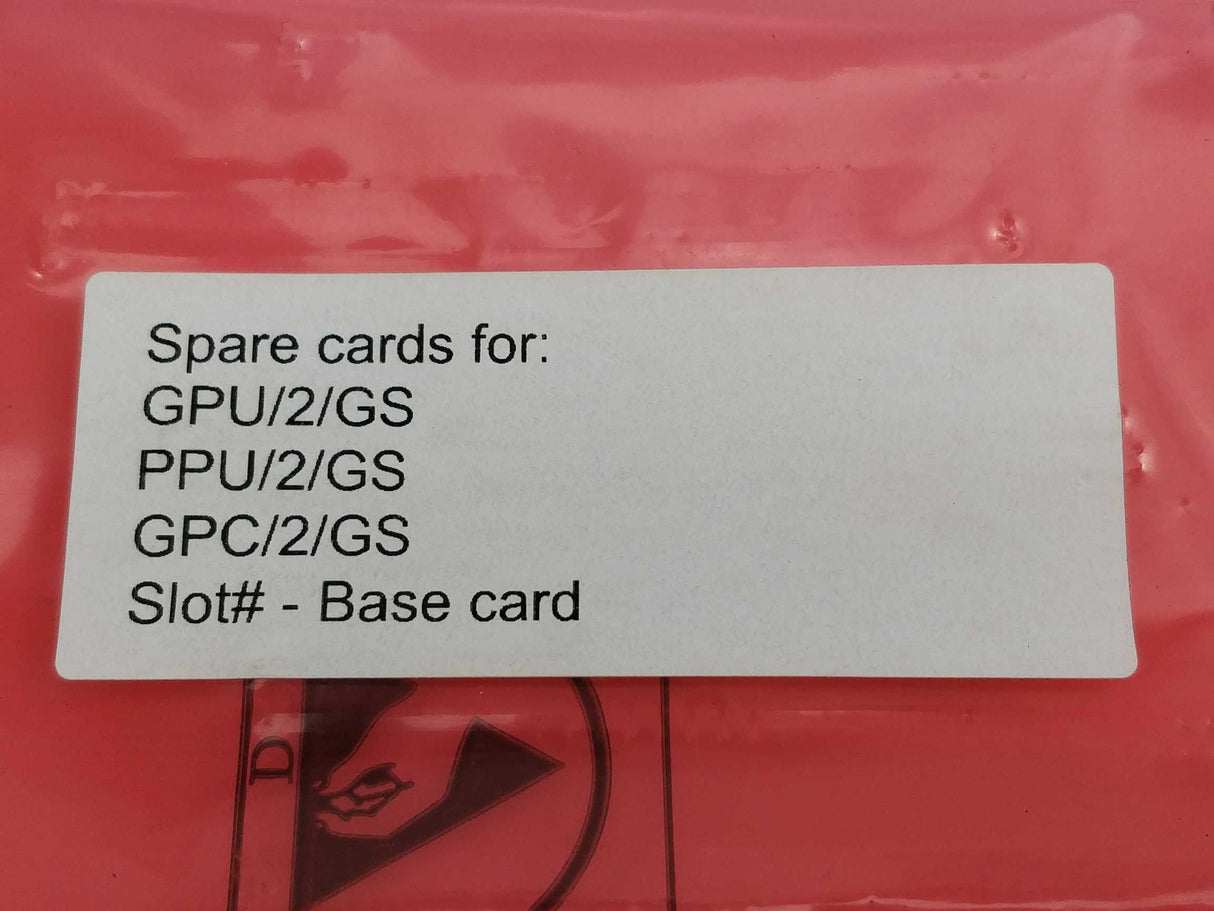 Spare cards for:
GPU/2/GS
PPU/2/GS
GPC/2/GS
Slot# - Base card
D